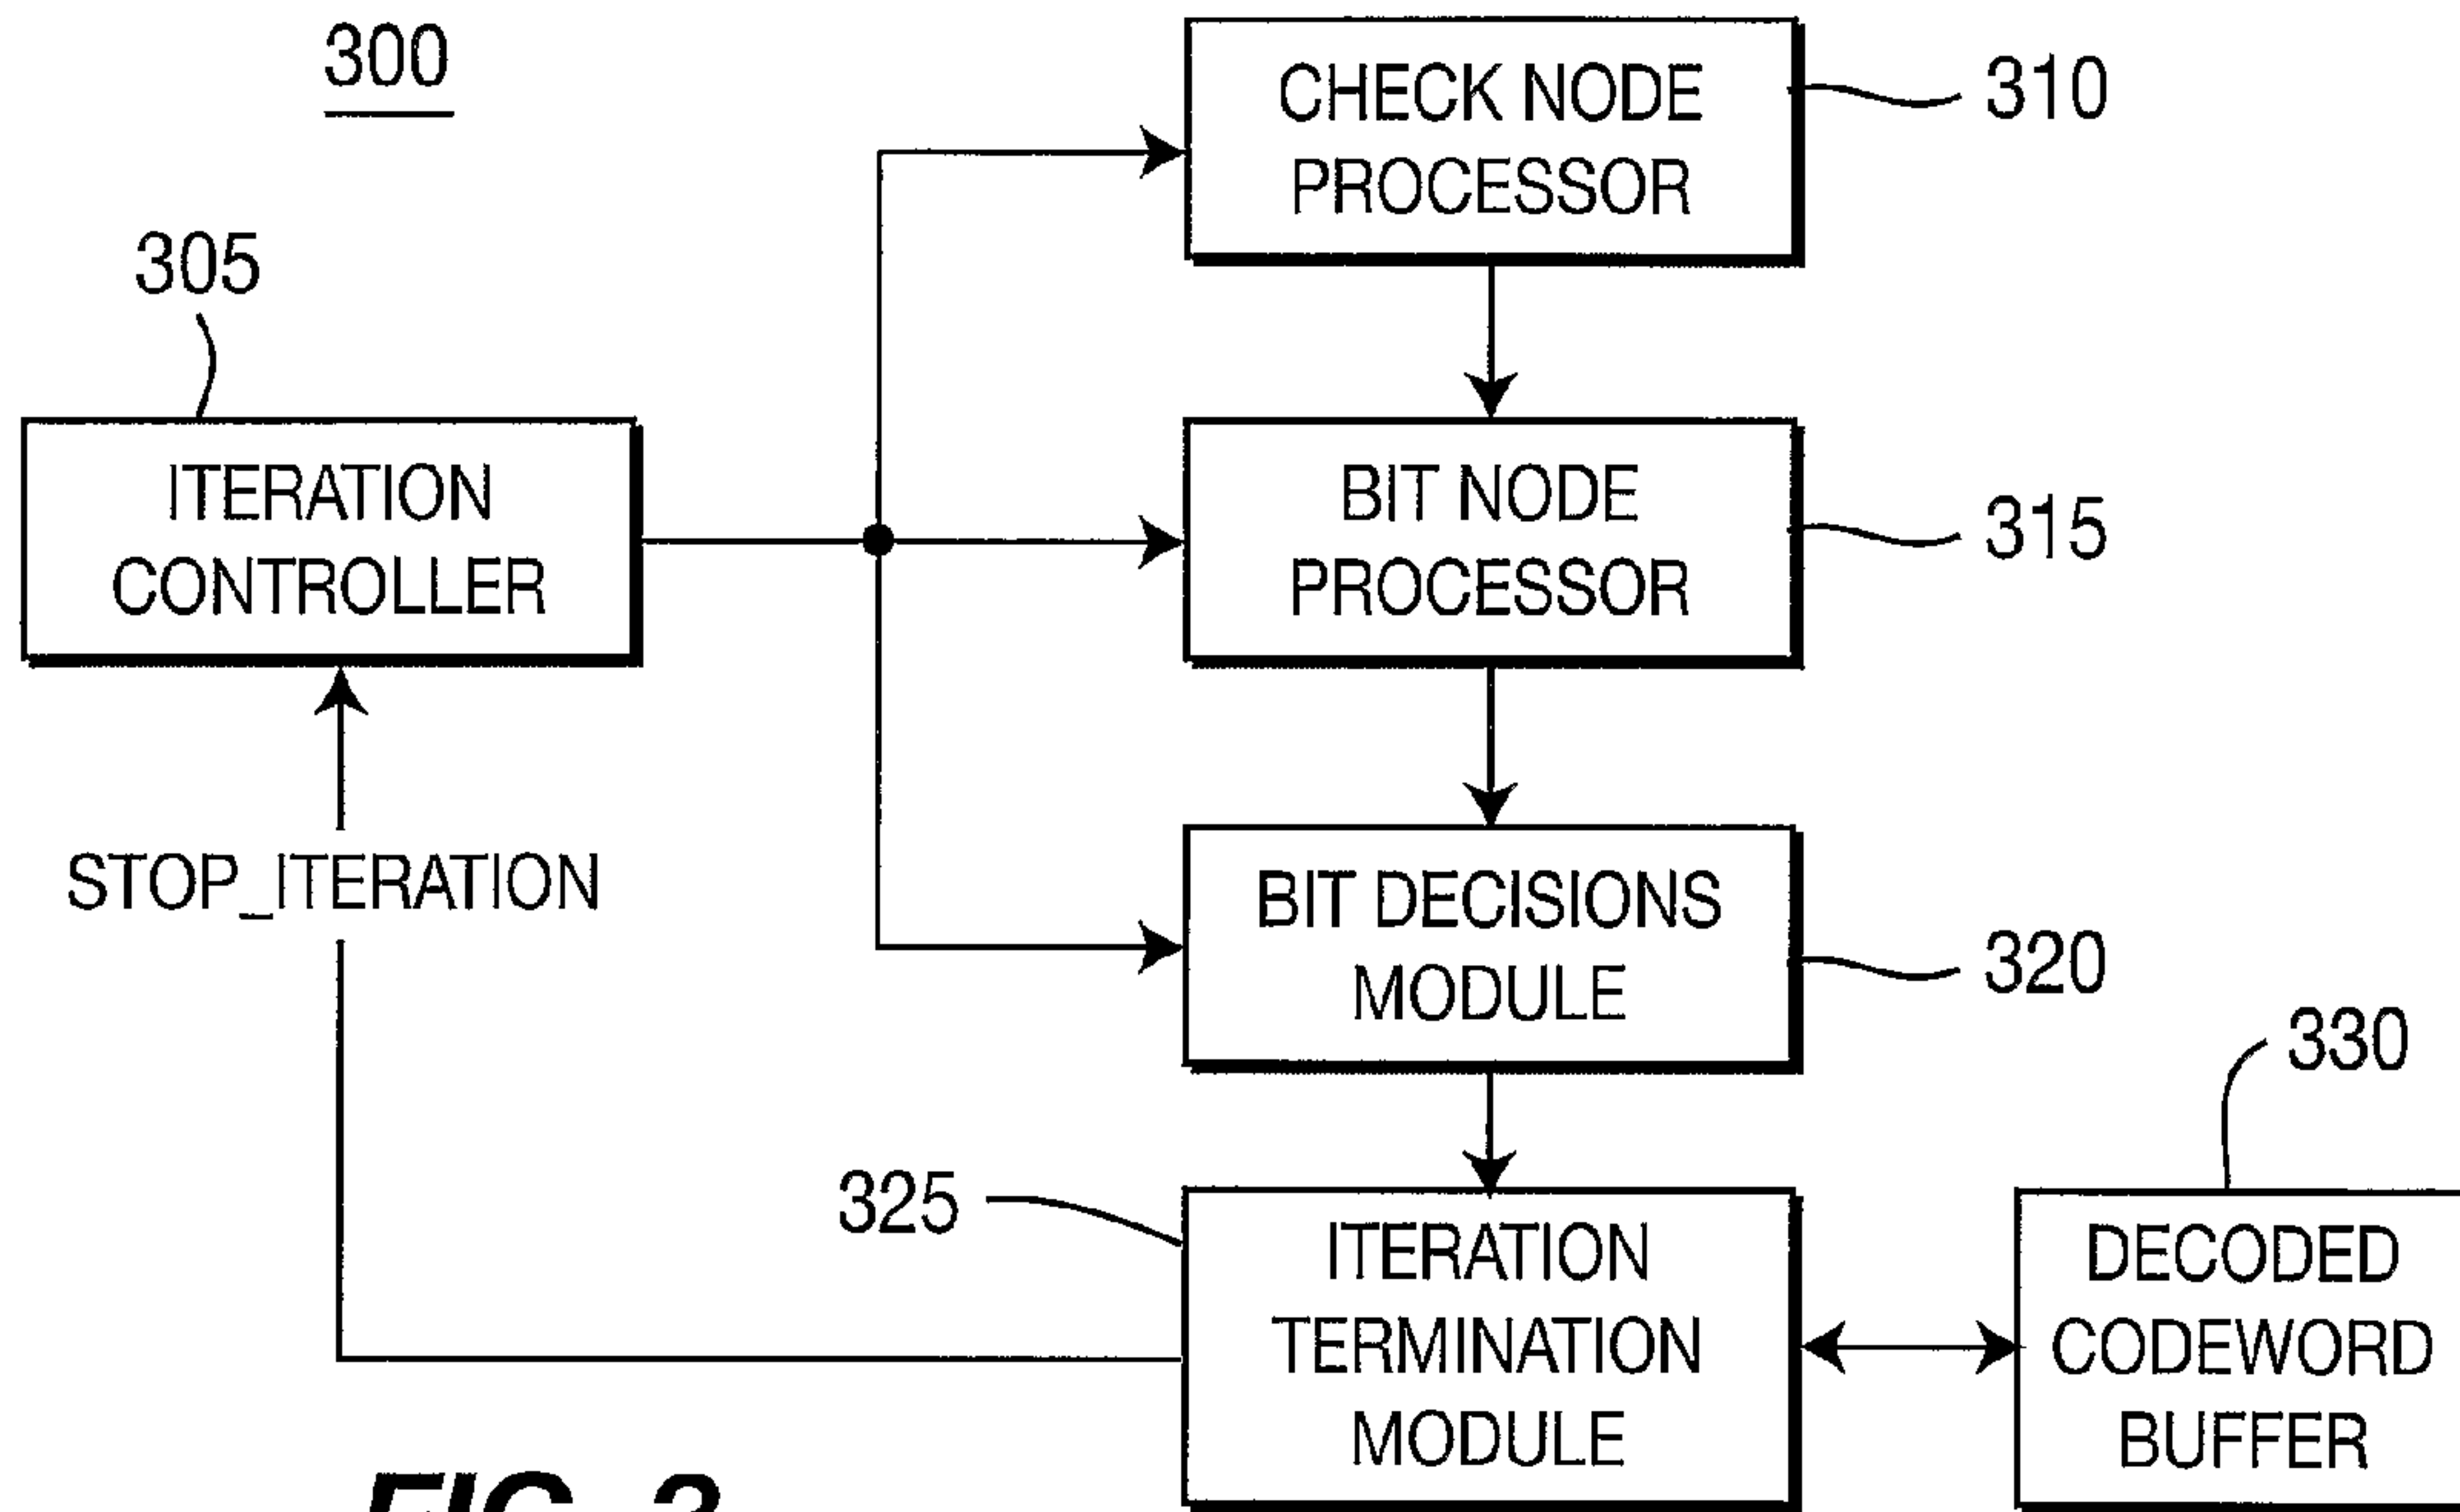 300
CHECK NODE
PROCESSOR
310
305
ITERATION
CONTROLLER
BIT NODE
PROCESSOR
315
STOP_ITERATION
BIT DECISIONS
MODULE
320
330
325
ITERATION
TERMINATION
MODULE
DECODED
CODEWORD
BUFFER
FIG.